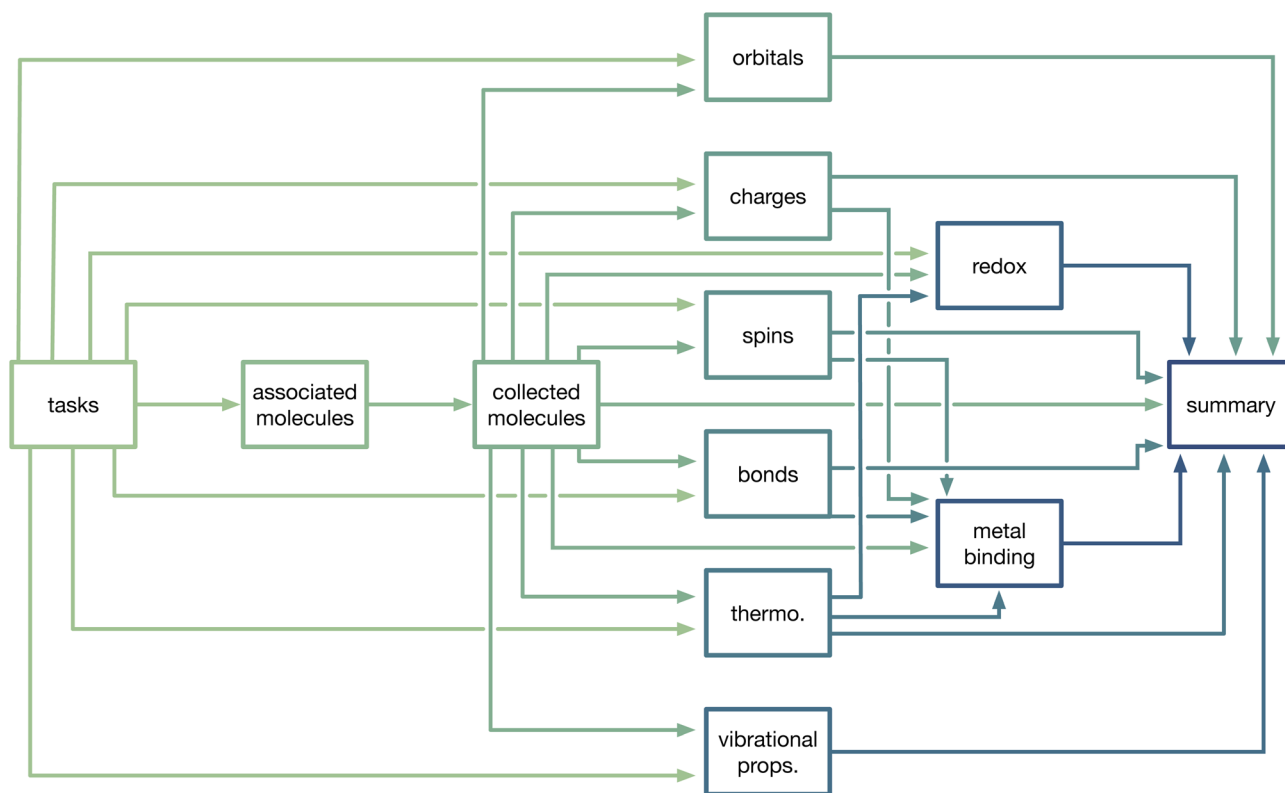 orbitals
charges
redox
spins
tasks
associated
molecules
collected
molecules
summary
bonds
metal
binding
thermo.
vibrational
props.